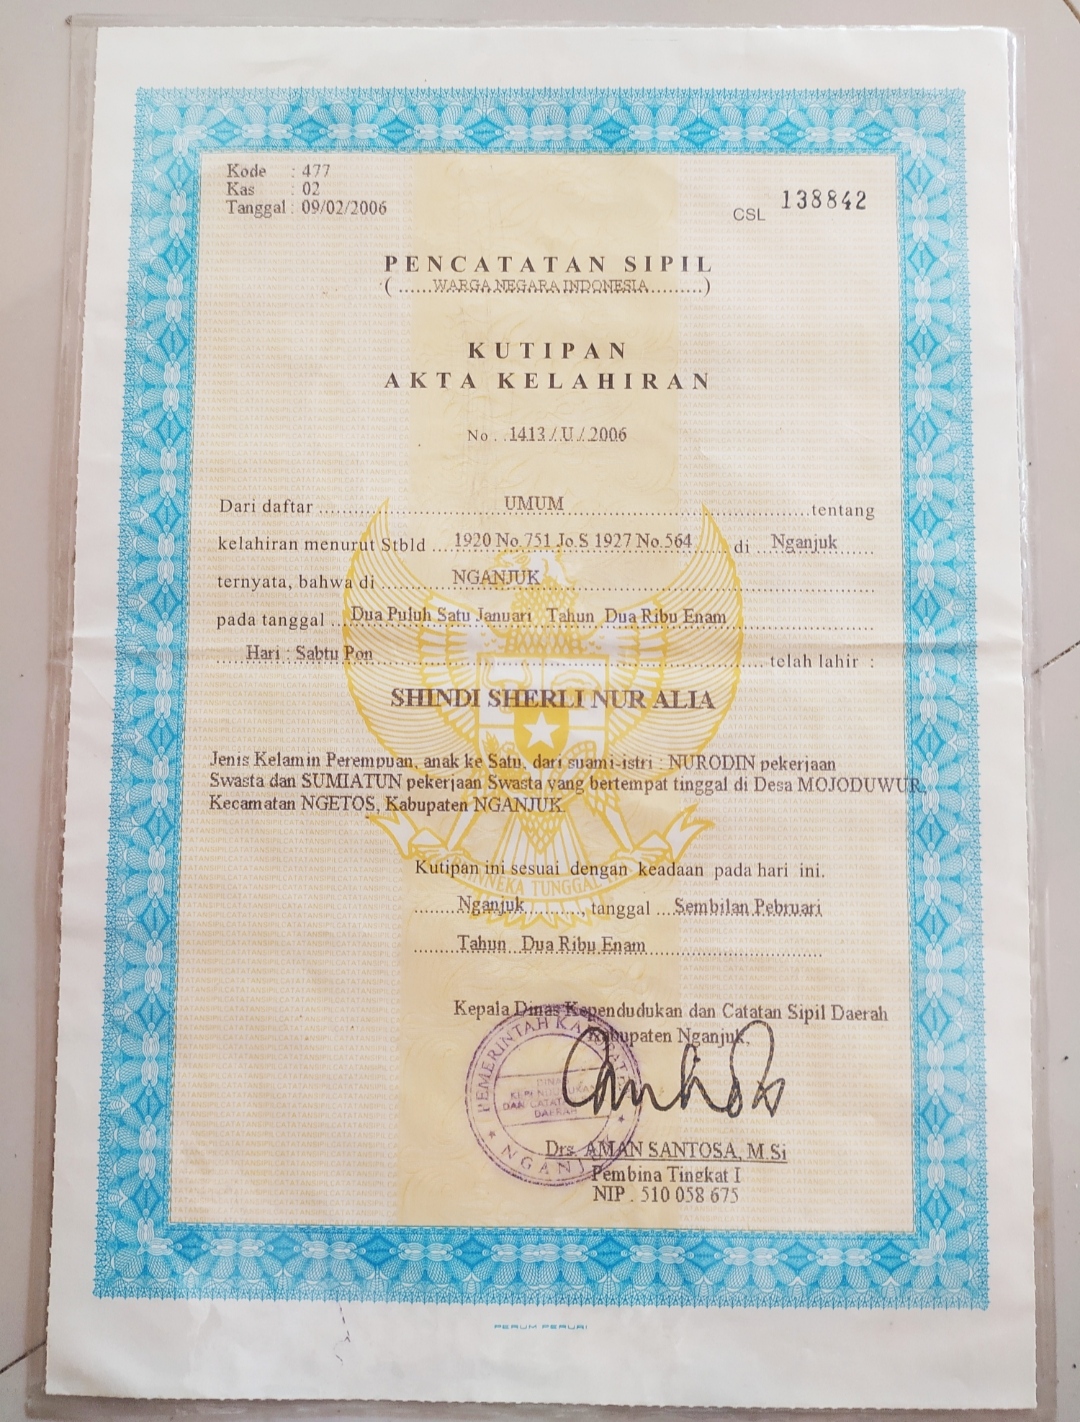 Kode : 477
Kas : 02
Tanggal : 09/02/2006
CSL 138842
PENCATATAN SIPIL
( ......WARGA NEGARA INDONESIA.........)
KUTIPAN
AKTA KELAHIRAN
No . . 1413 / U / 2006
Dari daftar ........ UMUM ........ tentang
kelahiran menurut Stbld ... 1920 No.751 Jo.S 1927 No.564 ...... di ... Nganjuk ......
ternyata, bahwa di ........ NGANJUK ........
pada tanggal ... Dua Puluh Satu Januari Tahun Dua Ribu Enam ........
..... Hari : Sabtu Pon ........ telah lahir :
SHINDI SHERLI NUR ALIA
Jenis Kelamin Perempuan, anak ke Satu, dari suami-istri : NURODIN pekerjaan
Swasta dan SUMIATUN pekerjaan Swasta yang bertempat tinggal di Desa MOJODUWUR,
Kecamatan NGETOS, Kabupaten NGANJUK.
Kutipan ini sesuai dengan keadaan pada hari ini.
........ Nganjuk ........, tanggal ... Sembilan Pebruari
........ Tahun Dua Ribu Enam ........
Kepala Dinas Kependudukan dan Catatan Sipil Daerah
Kabupaten Nganjuk,
PEMERINTAH KABUPATEN
DINAS
KEPENDUDUKAN
DAN CATATAN
DAERAH
NGANJUK
Drs. AMAN SANTOSA, M.Si
Pembina Tingkat I
NIP . 510 058 675
PERUM PERURI